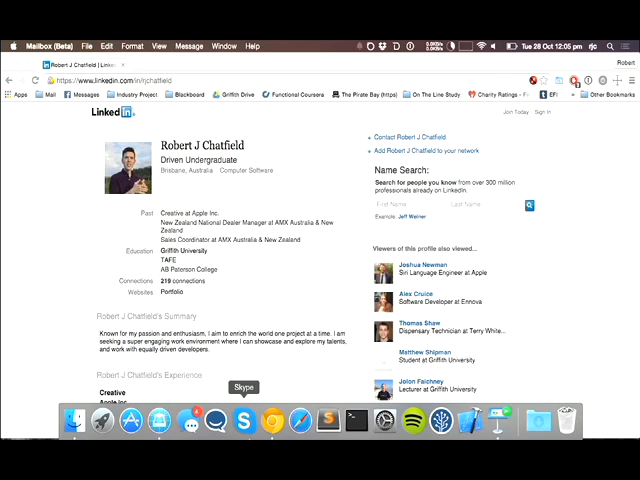 Mailbox (Beta) File Edit Format View Message Window Help
Tue 28 Oct 12:05 pm rjc
Robert J Chatfield | Linke
Robert
https://www.linkedin.com/in/rjchatfield
Apps Mail Messages Industry Project Blackboard Griffith Drive Functional Coursera The Pirate Bay (https) On The Line Study Charity Ratings - Fi EFI » Other Bookmarks
Linked in
Join Today Sign In
Robert J Chatfield
Driven Undergraduate
Brisbane, Australia Computer Software
Past Creative at Apple Inc.
New Zealand National Dealer Manager at AMX Australia & New
Zealand
Sales Coordinator at AMX Australia & New Zealand
Education Griffith University
TAFE
AB Paterson College
Connections 219 connections
Websites Portfolio
Robert J Chatfield's Summary
Known for my passion and enthusiasm, I aim to enrich the world one project at a time. I am
seeking a super engaging work environment where I can showcase and explore my talents,
and work with equally driven developers.
Robert J Chatfield's Experience
Creative
Apple Inc.
Contact Robert J Chatfield
Add Robert J Chatfield to your network
Name Search:
Search for people you know from over 300 million
professionals already on LinkedIn.
First Name Last Name
Example: Jeff Weiner
Viewers of this profile also viewed...
Joshua Newman
Siri Language Engineer at Apple
Alex Cruice
Software Developer at Ennova
Thomas Shaw
Dispensary Technician at Terry White...
Matthew Shipman
Student at Griffith University
Jolon Faichney
Lecturer at Griffith University
Skype